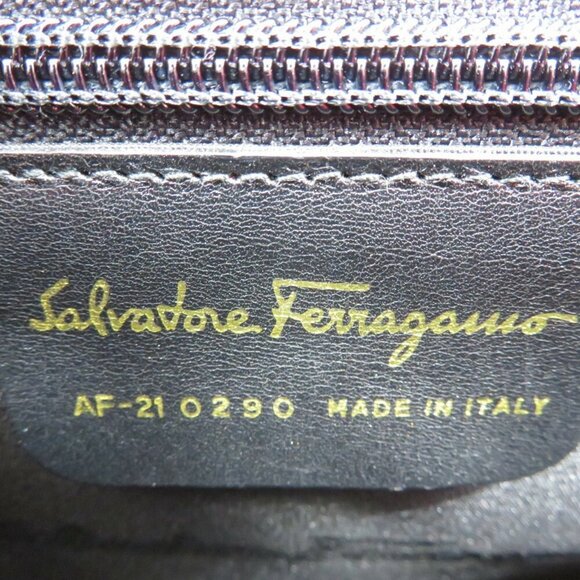 Salvatore Ferragamo
AF-21 0290 MADE IN ITALY